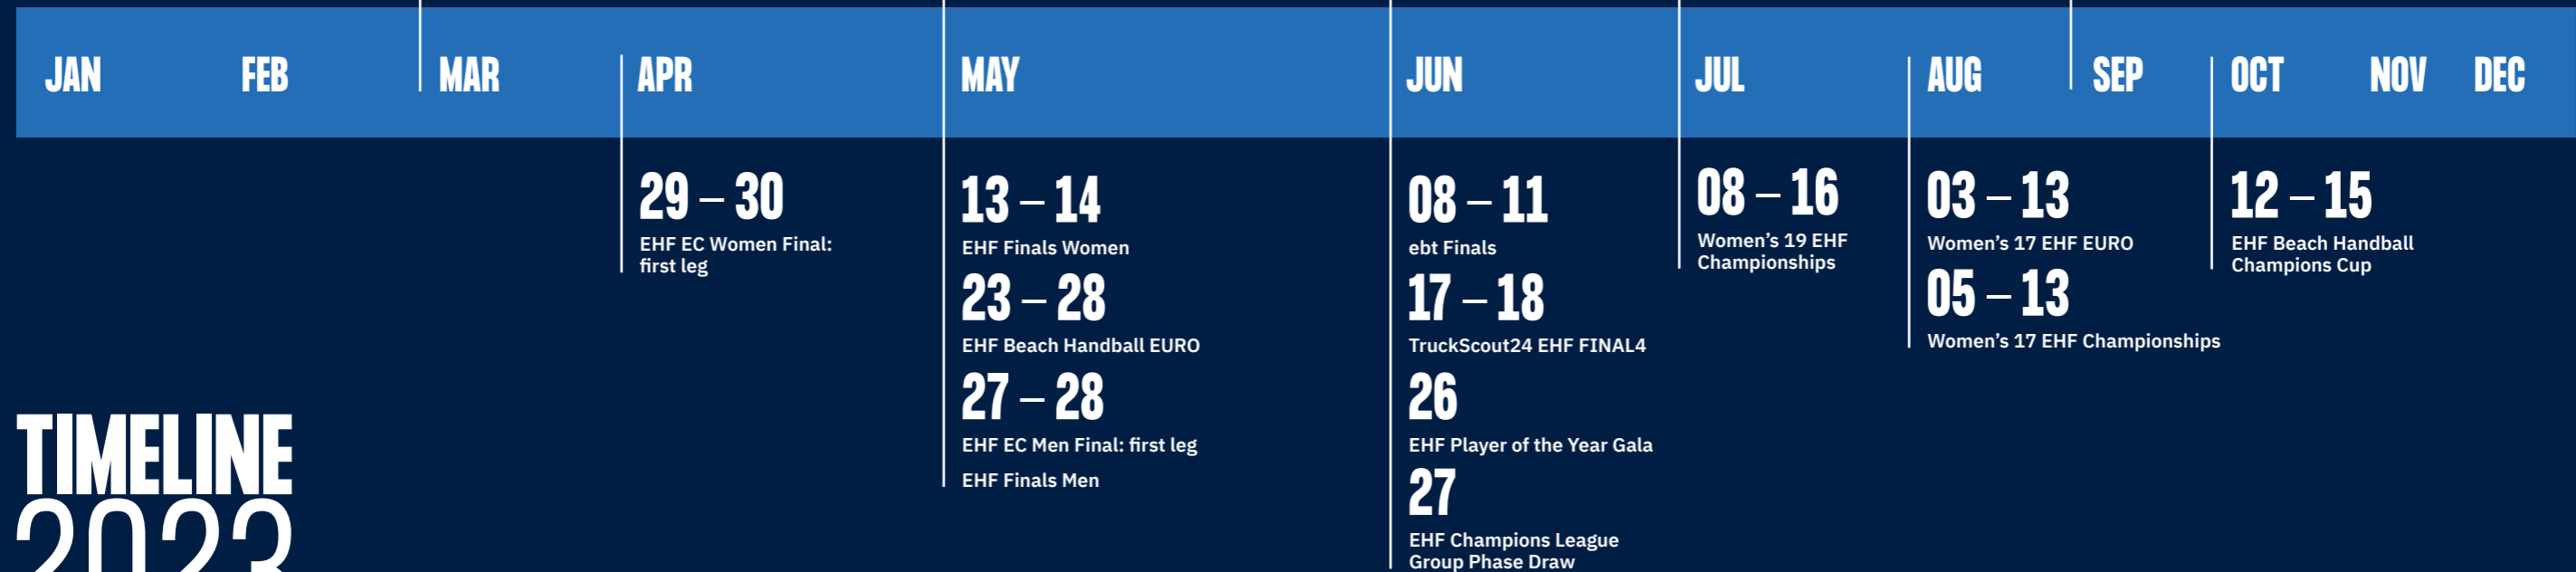 JAN FEB MAR APR MAY JUN JUL AUG SEP OCT NOV DEC
29 – 30
EHF EC Women Final:
first leg
13 – 14
EHF Finals Women
23 – 28
EHF Beach Handball EURO
27 – 28
EHF EC Men Final: first leg
EHF Finals Men
08 – 11
ebt Finals
17 – 18
TruckScout24 EHF FINAL4
26
EHF Player of the Year Gala
27
EHF Champions League
Group Phase Draw
08 – 16
Women’s 19 EHF
Championships
03 – 13
Women’s 17 EHF EURO
05 – 13
Women’s 17 EHF Championships
12 – 15
EHF Beach Handball
Champions Cup
TIMELINE
2023